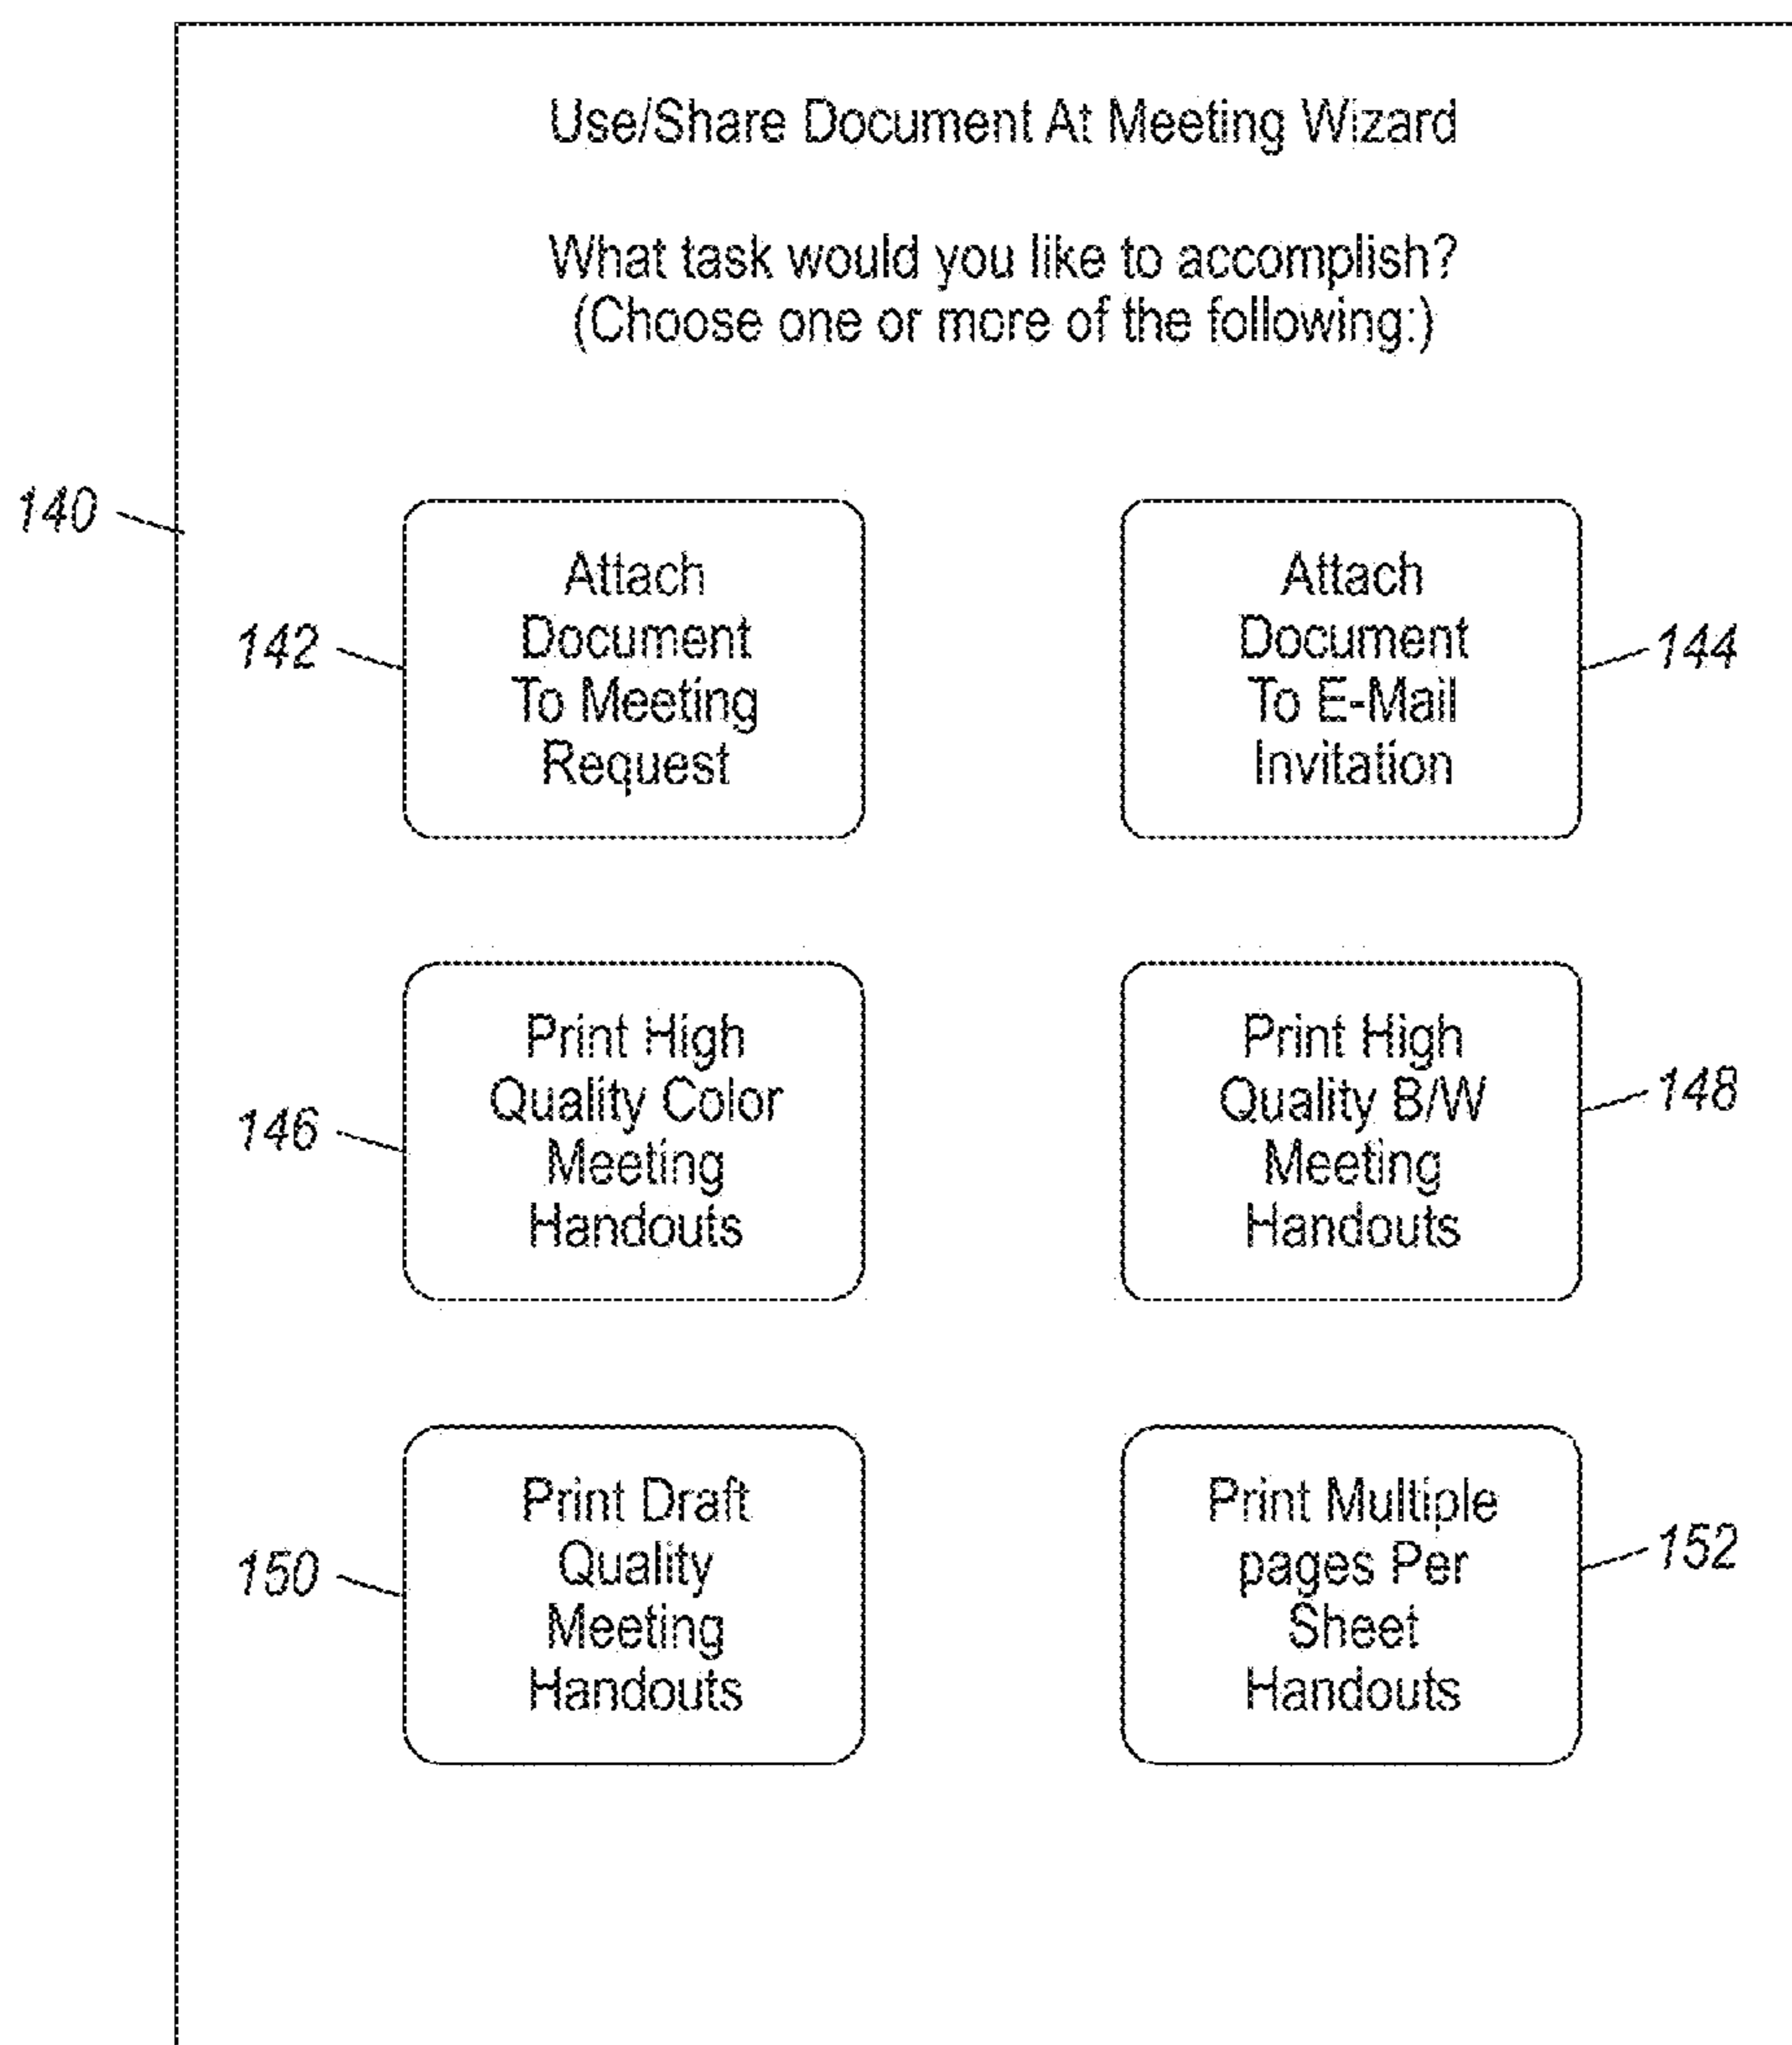 Use/Share Document At Meeting Wizard
What task would you like to accomplish?
(Choose one or more of the following:)
140
142
Attach
Document
To Meeting
Request
Attach
Document
To E-Mail
Invitation
144
146
Print High
Quality Color
Meeting
Handouts
Print High
Quality B/W
Meeting
Handouts
148
150
Print Draft
Quality
Meeting
Handouts
Print Multiple
pages Per
Sheet
Handouts
152